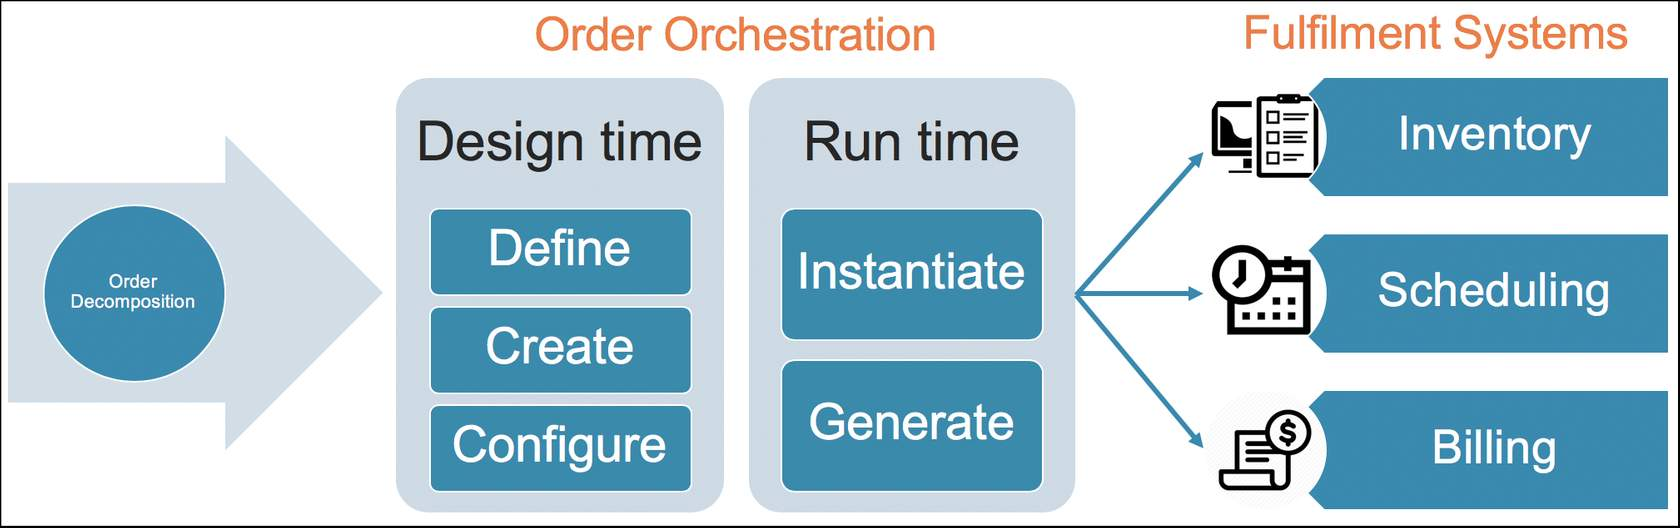 Order Orchestration
Fulfilment Systems
Order
Decomposition
Design time
Define
Create
Configure
Run time
Instantiate
Generate
Inventory
Scheduling
$
Billing